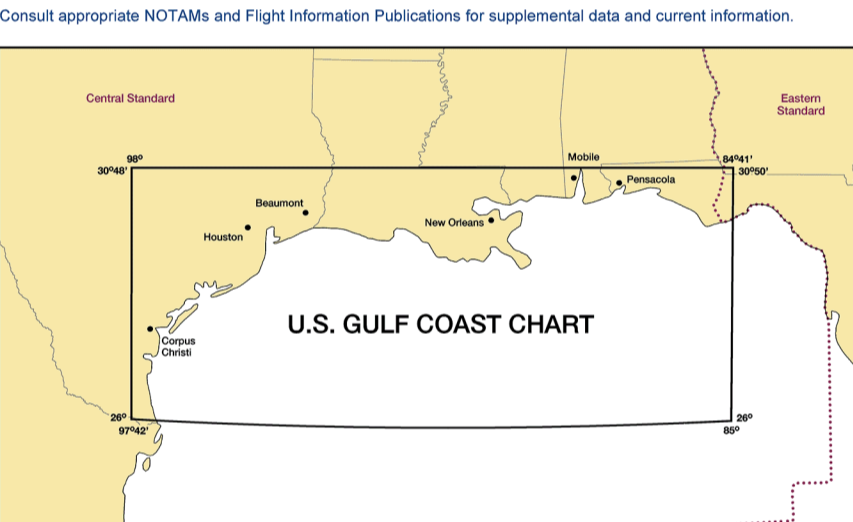 Consult appropriate NOTAMs and Flight Information Publications for supplemental data and current information.
Central Standard
Eastern
Standard
98º
30º48'
Mobile
84º41'
30º50'
Pensacola
Beaumont
New Orleans
Houston
U.S. GULF COAST CHART
Corpus
Christi
26º
97º42'
26º
85º